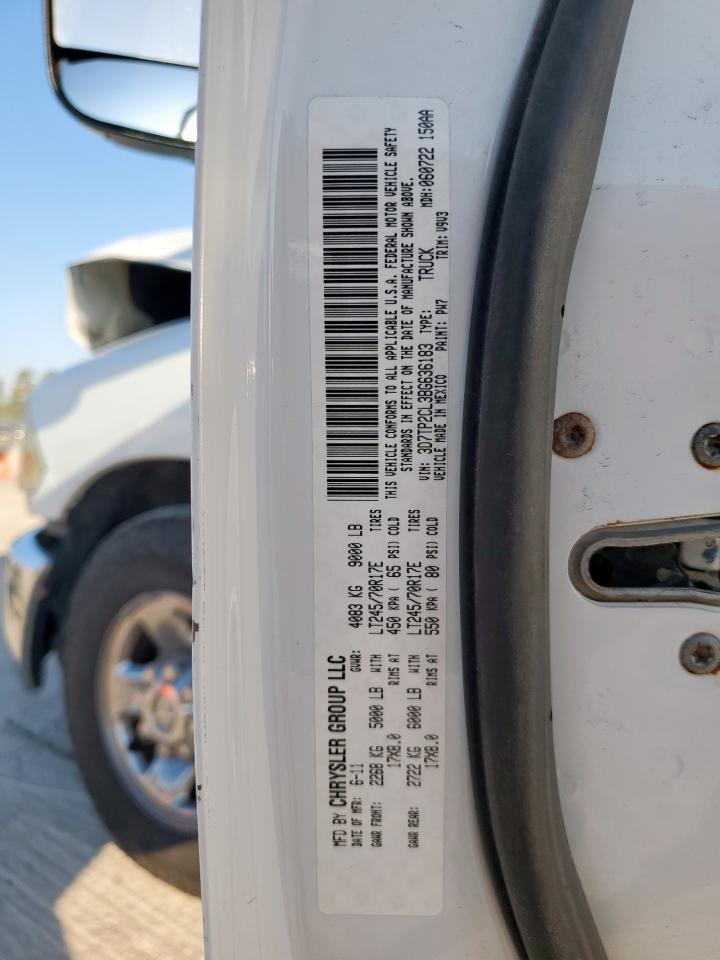 MFD BY CHRYSLER GROUP LLC
DATE OF MFR: 6-11 GVWR: 4083 KG 9000 LB
GAWR FRONT: 2268 KG 5000 LB WITH LT245/70R17E TIRES
17X8.0 RIMS AT 450 KPA ( 65 PSI) COLD
GAWR REAR: 2722 KG 6000 LB WITH LT245/70R17E TIRES
17X8.0 RIMS AT 550 KPA ( 80 PSI) COLD
THIS VEHICLE CONFORMS TO ALL APPLICABLE U.S.A. FEDERAL MOTOR VEHICLE SAFETY
STANDARDS IN EFFECT ON THE DATE OF MANUFACTURE SHOWN ABOVE.
VIN: 3D7TP2CL3BG636183 TYPE: TRUCK MDH:060722 150AA
VEHICLE MADE IN MEXICO PAINT: PW7 TRIM: V9V3